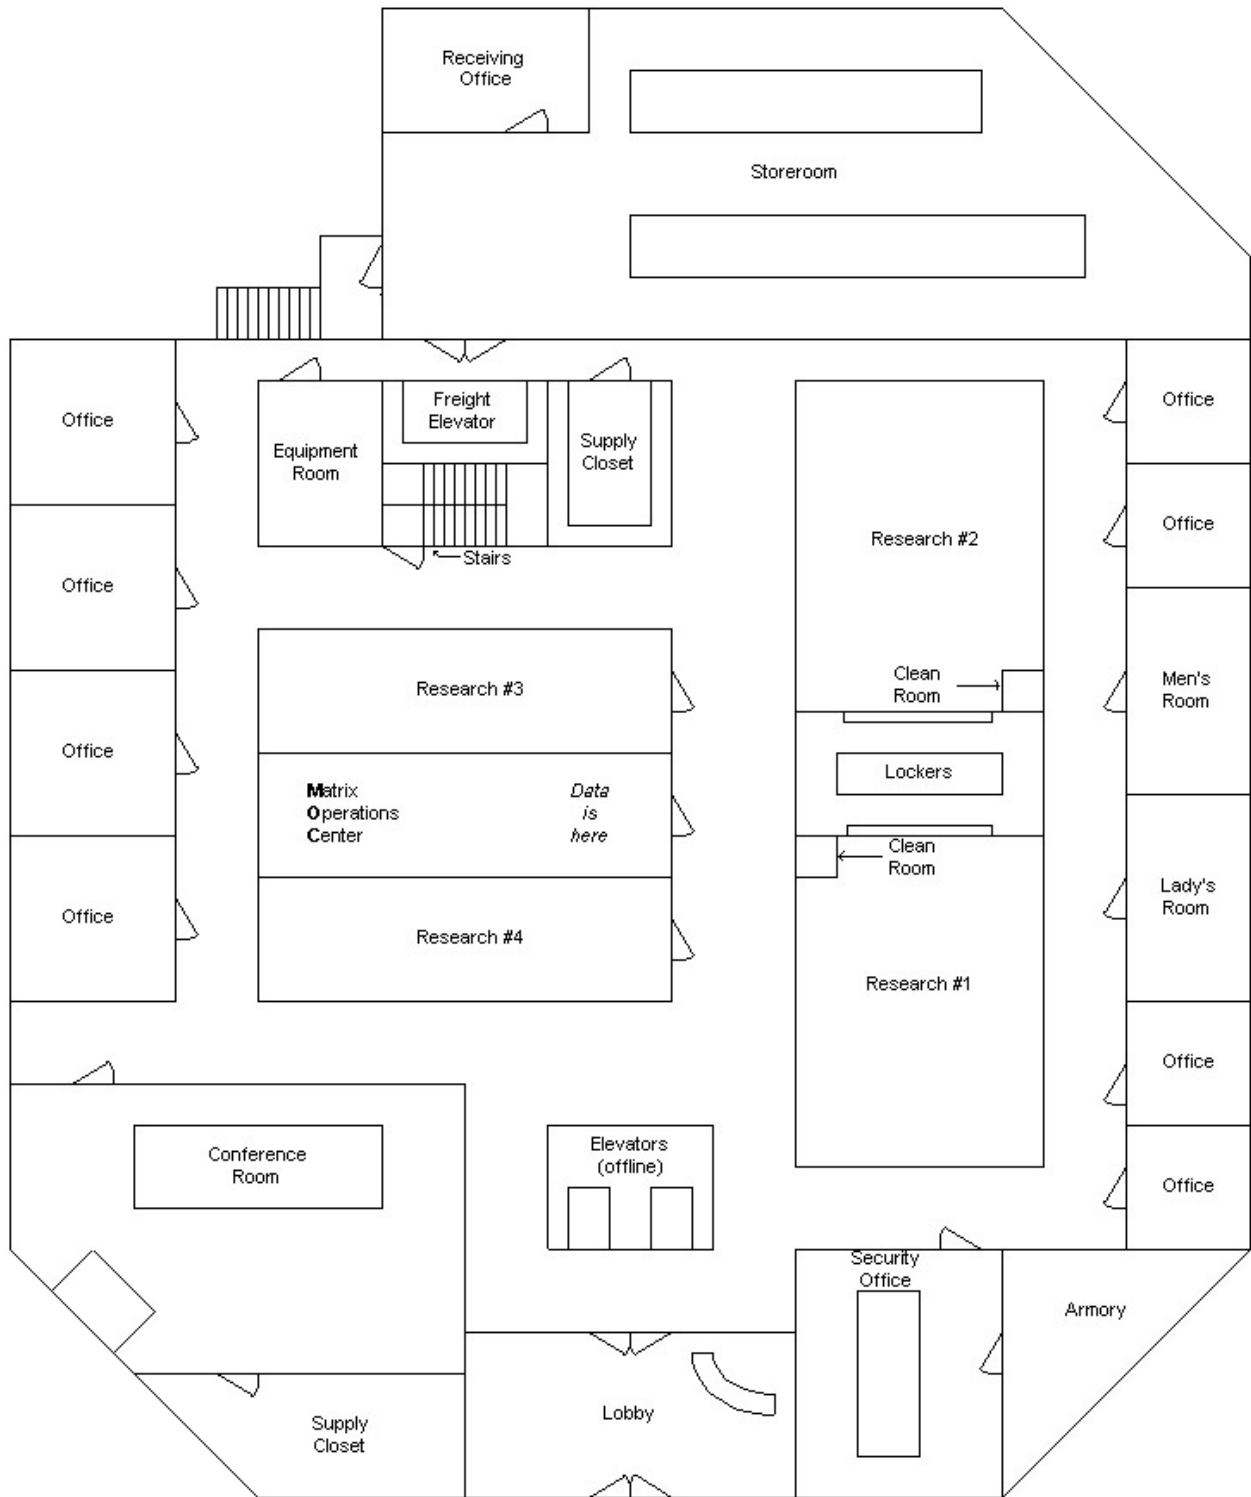 Receiving
Office
Storeroom
Office
Equipment
Room
Freight
Elevator
Supply
Closet
Office
Office
Stairs
Research #2
Office
Office
Research #3
Clean
Room
Men's
Room
Office
Matrix
Operations
Center
Data
is
here
Lockers
Clean
Room
Office
Research #4
Lady's
Room
Research #1
Office
Conference
Room
Elevators
(offline)
Office
Security
Office
Armory
Supply
Closet
Lobby